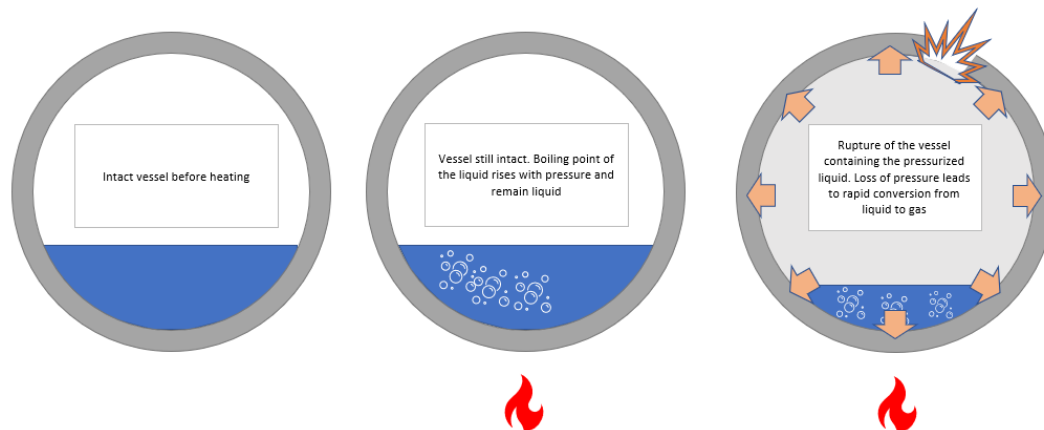 Intact vessel before heating
Vessel still intact. Boiling point of
the liquid rises with pressure and
remain liquid
Rupture of the vessel
containing the pressurized
liquid. Loss of pressure leads
to rapid conversion from
liquid to gas